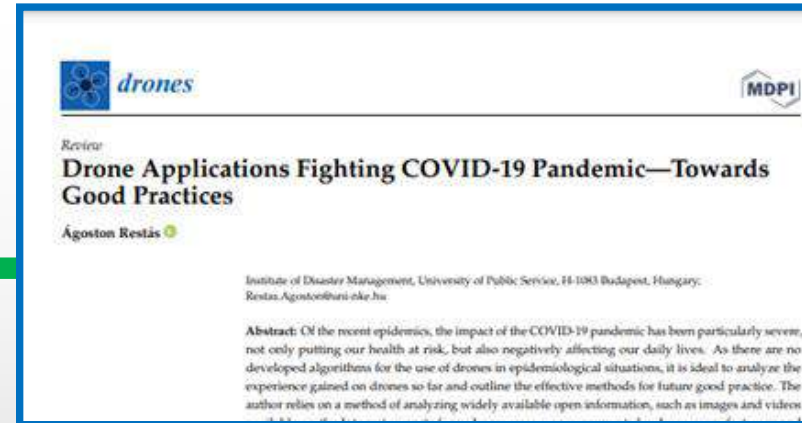 drones
MDPI
Review
Drone Applications Fighting COVID-19 Pandemic—Towards
Good Practices
Ágoston Restás
Institute of Disaster Management, University of Public Service, H-1083 Budapest, Hungary;
Restas.Agoston@uni-nke.hu
Abstract: Of the recent epidemics, the impact of the COVID-19 pandemic has been particularly severe,
not only putting our health at risk, but also negatively affecting our daily lives. As there are no
developed algorithms for the use of drones in epidemiological situations, it is ideal to analyze the
experience gained on drones so far and outline the effective methods for future good practice. The
author relies on a method of analyzing widely available open information, such as images and videos